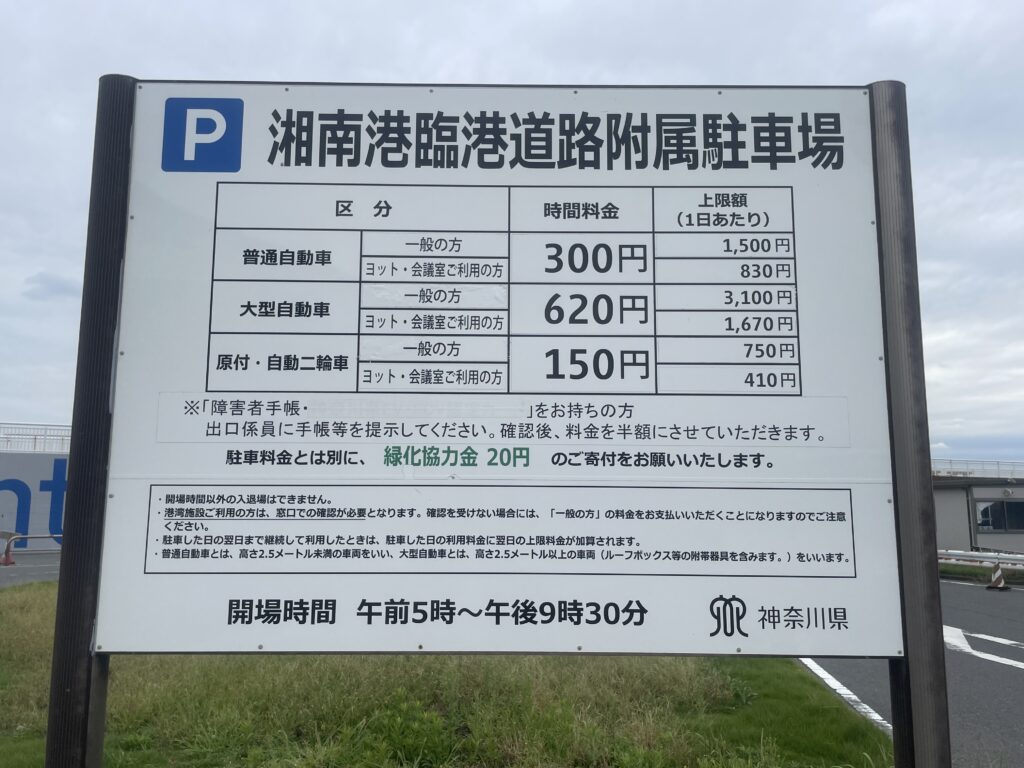 P 湘南港臨港道路附属駐車場
区分 時間料金 上限額(1日あたり)
普通自動車 一般の方 300円 1,500円
ヨット・会議室ご利用の方 830円
大型自動車 一般の方 620円 3,100円
ヨット・会議室ご利用の方 1,670円
原付・自動二輪車 一般の方 150円 750円
ヨット・会議室ご利用の方 410円
※「障害者手帳・ 」をお持ちの方
出口係員に手帳等を提示してください。確認後、料金を半額にさせていただきます。
駐車料金とは別に、緑化協力金 20円 のご寄付をお願いいたします。
・開場時間以外の入退場はできません。
・港湾施設ご利用の方は、窓口での確認が必要となります。確認を受けない場合には、「一般の方」の料金をお支払いいただくことになりますのでご注意
ください。
・駐車した日の翌日まで継続して利用したときは、駐車した日の利用料金に翌日の上限料金が加算されます。
・普通自動車とは、高さ2.5メートル未満の車両をいい、大型自動車とは、高さ2.5メートル以上の車両（ルーフボックス等の附帯器具を含みます。）をいいます。
開場時間 午前5時～午後9時30分
神奈川県
nt